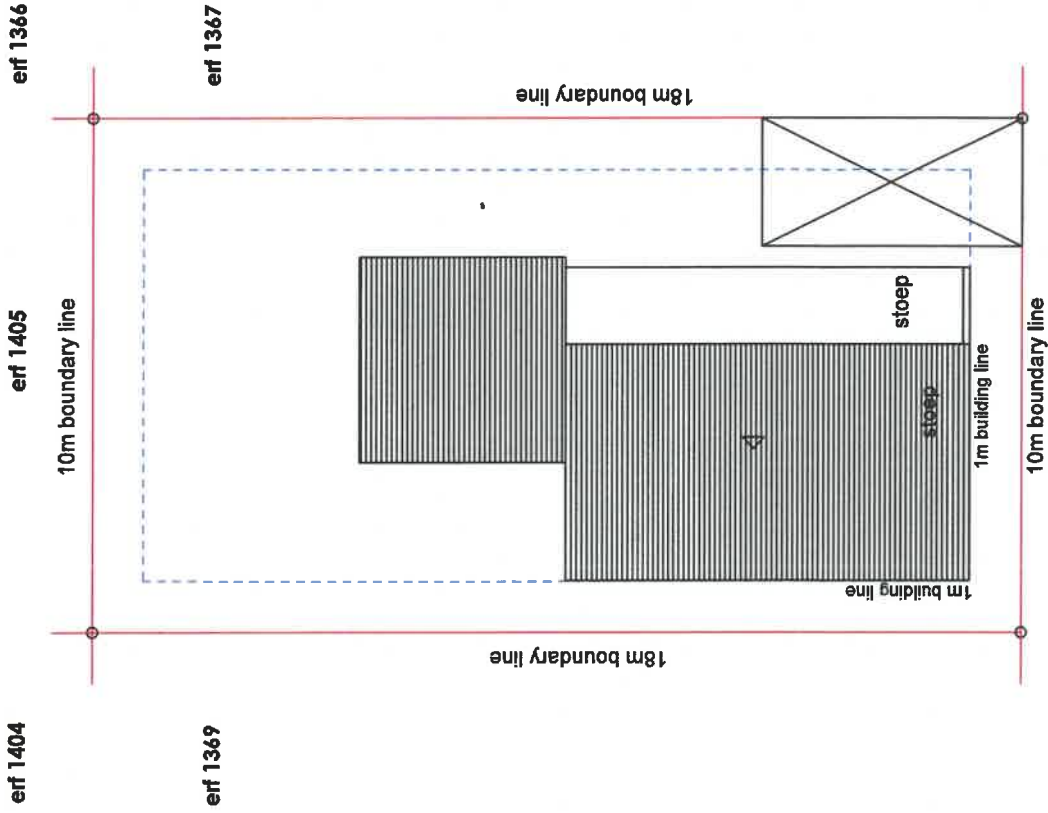 erf 1366
erf 1367
18m boundary line
erf 1405
10m boundary line
stoep
stoep
1m building line
10m boundary line
1m building line
18m boundary line
erf 1404
erf 1369